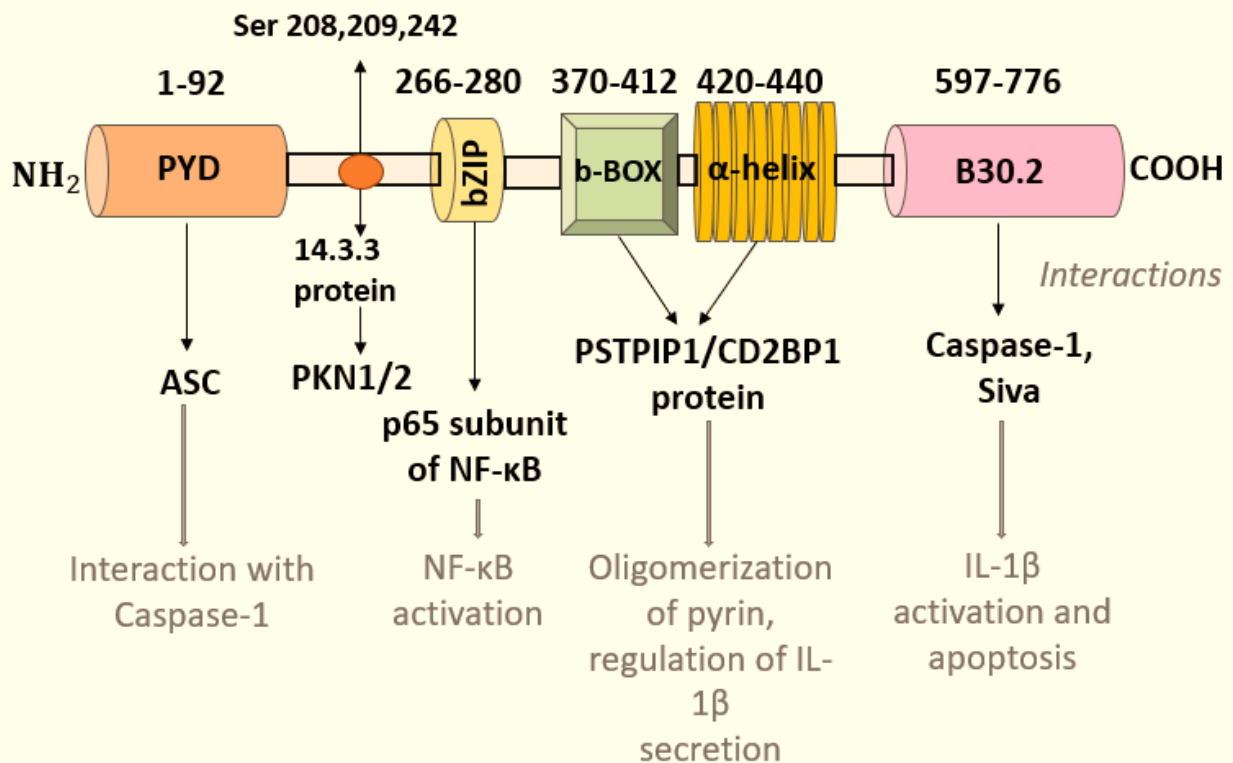 Ser 208,209,242
1-92
266-280
370-412
420-440
597-776
NH₂
PYD
bZIP
b-BOX
α-helix
B30.2
COOH
14.3.3
protein
Interactions
ASC
PKN1/2
p65 subunit
of NF-κB
PSTPIP1/CD2BP1
protein
Caspase-1,
Siva
Interaction with
Caspase-1
NF-κB
activation
Oligomerization
of pyrin,
regulation of IL-
1β
secretion
IL-1β
activation and
apoptosis